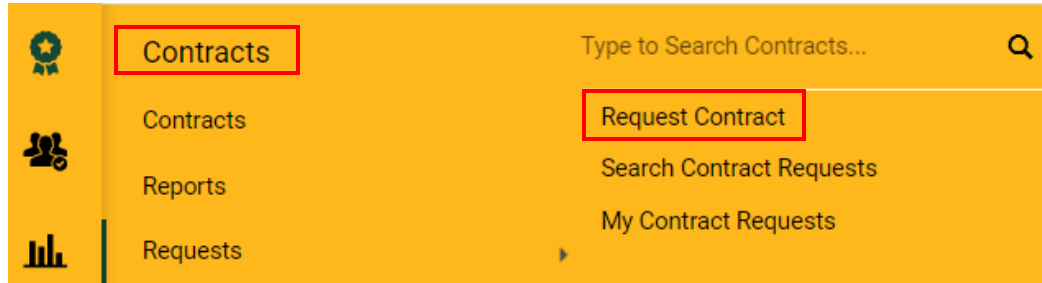 Contracts
Contracts
Reports
Requests
Type to Search Contracts...
Request Contract
Search Contract Requests
My Contract Requests